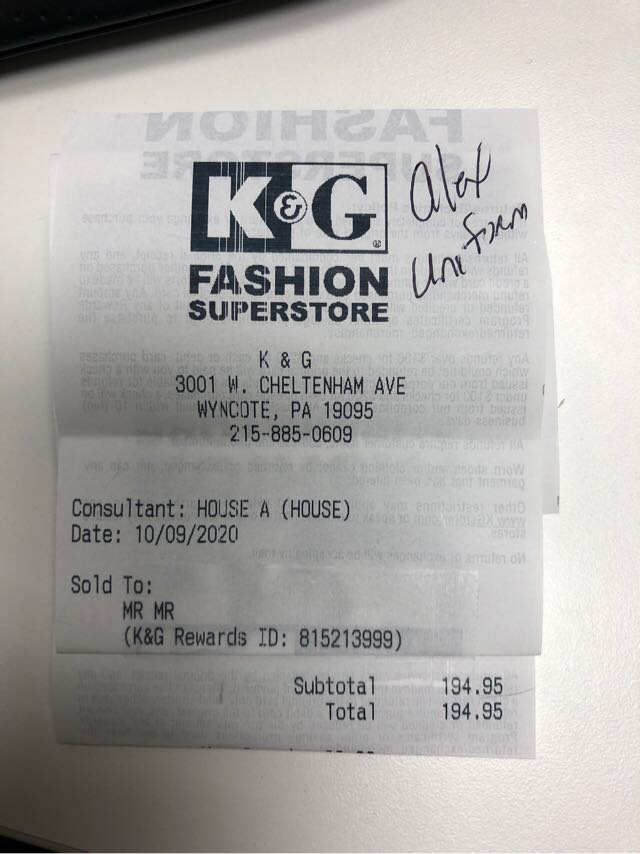 K & G
FASHION
SUPERSTORE
Alex
Uniform
K & G
3001 W. CHELTENHAM AVE
WYNCOTE, PA 19095
215-885-0609
Consultant: HOUSE A (HOUSE)
Date: 10/09/2020
Sold To:
MR MR
(K&G Rewards ID: 815213999)
Subtotal 194.95
Total 194.95